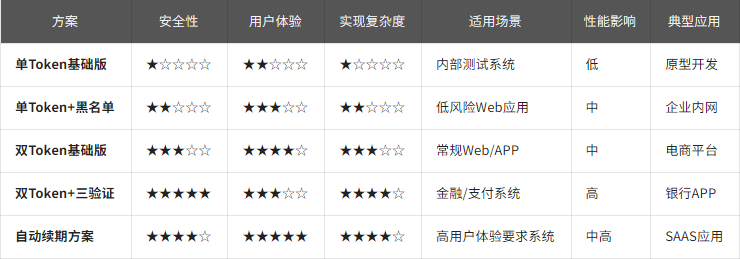 方案 安全性 用户体验 实现复杂度 适用场景 性能影响 典型应用
单Token基础版 ★☆☆☆☆ ★★☆☆☆ ★☆☆☆☆ 内部测试系统 低 原型开发
单Token+黑名单 ★★☆☆☆ ★★★☆☆ ★★☆☆☆ 低风险Web应用 中 企业内网
双Token基础版 ★★★☆☆ ★★★★☆ ★★★☆☆ 常规Web/APP 中 电商平台
双Token+三验证 ★★★★★ ★★★☆☆ ★★★★☆ 金融/支付系统 高 银行APP
自动续期方案 ★★★★☆ ★★★★★ ★★★★☆ 高用户体验要求系统 中高 SAAS应用